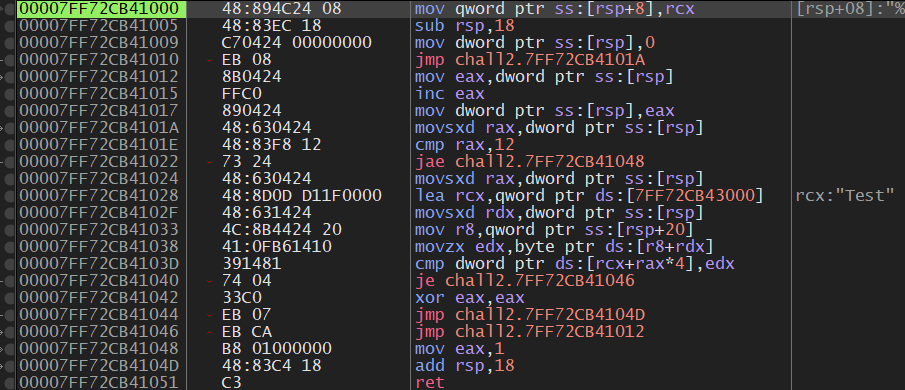 00007FF72CB41000 48:894C24 08 mov qword ptr ss:[rsp+8],rcx [rsp+08]:"%
00007FF72CB41005 48:83EC 18 sub rsp,18
00007FF72CB41009 C70424 00000000 mov dword ptr ss:[rsp],0
00007FF72CB41010 EB 08 jmp chall2.7FF72CB4101A
00007FF72CB41012 8B0424 mov eax,dword ptr ss:[rsp]
00007FF72CB41015 FFC0 inc eax
00007FF72CB41017 890424 mov dword ptr ss:[rsp],eax
00007FF72CB4101A 48:630424 movsxd rax,dword ptr ss:[rsp]
00007FF72CB4101E 48:83F8 12 cmp rax,12
00007FF72CB41022 73 24 jae chall2.7FF72CB41048
00007FF72CB41024 48:630424 movsxd rax,dword ptr ss:[rsp]
00007FF72CB41028 48:8D0D D11F0000 lea rcx,qword ptr ds:[7FF72CB43000] rcx:"Test"
00007FF72CB4102F 48:631424 movsxd rdx,dword ptr ss:[rsp]
00007FF72CB41033 4C:8B4424 20 mov r8,qword ptr ss:[rsp+20]
00007FF72CB41038 41:0FB61410 movzx edx,byte ptr ds:[r8+rdx]
00007FF72CB4103D 391481 cmp dword ptr ds:[rcx+rax*4],edx
00007FF72CB41040 74 04 je chall2.7FF72CB41046
00007FF72CB41042 33C0 xor eax,eax
00007FF72CB41044 EB 07 jmp chall2.7FF72CB4104D
00007FF72CB41046 EB CA jmp chall2.7FF72CB41012
00007FF72CB41048 B8 01000000 mov eax,1
00007FF72CB4104D 48:83C4 18 add rsp,18
00007FF72CB41051 C3 ret